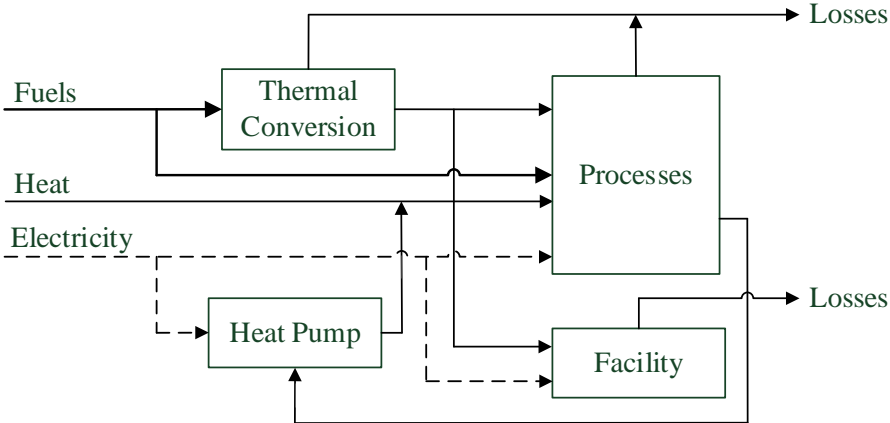 Losses
Fuels
Thermal
Conversion
Processes
Heat
Electricity
Losses
Heat Pump
Facility